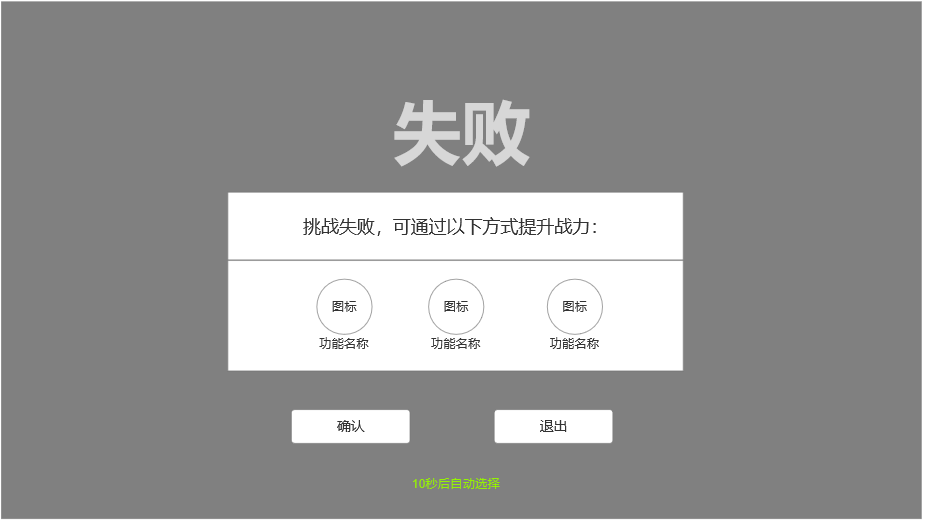 失败
挑战失败，可通过以下方式提升战力：
图标 图标 图标
功能名称 功能名称 功能名称
确认 退出
10秒后自动选择